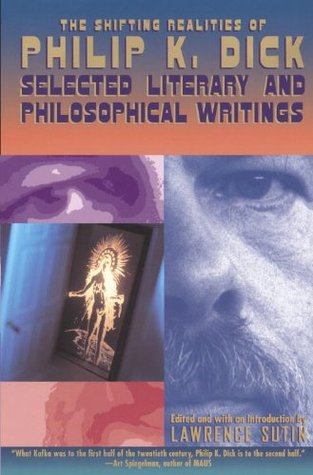 THE SHIFTING REALITIES OF
PHILIP K. DICK
SELECTED LITERARY AND
PHILOSOPHICAL WRITINGS
Edited and with an Introduction by
LAWRENCE SUTIN
"What Kafka was to the first half of the twentieth century, Philip K. Dick is to the second half."
—Art Spiegelman, author of MAUS